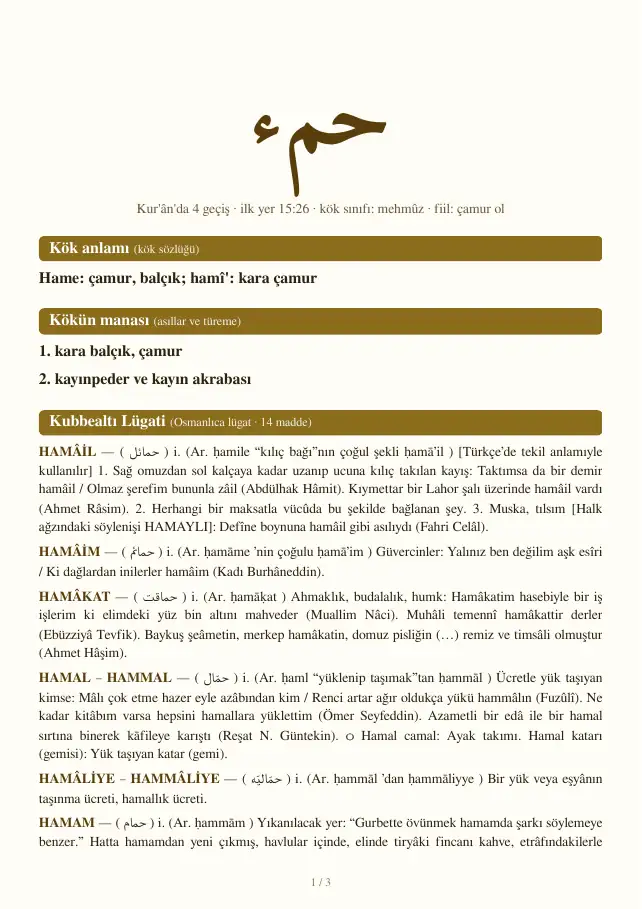 حمء
Kur'ân'da 4 geçiş · ilk yer 15:26 · kök sınıfı: mehmûz · fiil: çamur ol
Kök anlamı (kök sözlüğü)
Hame: çamur, balçık; hamî': kara çamur
Kökün manası (asıllar ve türeme)
1. kara balçık, çamur
2. kayınpeder ve kayın akrabası
Kubbealtı Lügati (Osmanlıca lügat · 14 madde)
HAMÂİL — ( حمائل ) i. (Ar. ḥamile “kılıç bağı”nın çoğul şekli ḥamā’il ) [Türkçe’de tekil anlamıyle
kullanılır] 1. Sağ omuzdan sol kalçaya kadar uzanıp ucuna kılıç takılan kayış: Taktımsa da bir demir
hamâil / Olmaz şerefim bununla zâil (Abdülhak Hâmit). Kıymettar bir Lahor şalı üzerinde hamâil vardı
(Ahmet Râsim). 2. Herhangi bir maksatla vücûda bu şekilde bağlanan şey. 3. Muska, tılsım [Halk
ağzındaki söylenişi HAMAYLI]: Defîne boynuna hamâil gibi asılıydı (Fahri Celâl).
HAMÂİM — ( حمائم ) i. (Ar. ḥamāme ’nin çoğulu ḥamā’im ) Güvercinler: Yalınız ben değilim aşk esîri
/ Ki dağlardan inilerler hamâim (Kadı Burhâneddin).
HAMÂKAT — ( حماقت ) i. (Ar. ḥamāḳat ) Ahmaklık, budalalık, humk: Hamâkatim hasebiyle bir iş
işlerim ki elimdeki yüz bin altını mahveder (Muallim Nâci). Muhâli temennî hamâkattir derler
(Ebüzziyâ Tevfik). Baykuş şeâmetin, merkep hamâkatin, domuz pisliğin (…) remiz ve timsâli olmuştur
(Ahmet Hâşim).
HAMAL – HAMMAL — ( حمّال ) i. (Ar. ḥaml “yüklenip taşımak”tan ḥammāl ) Ücretle yük taşıyan
kimse: Mâlı çok etme hazer eyle azâbından kim / Renci artar ağır oldukça yükü hammâlın (Fuzûlî). Ne
kadar kitâbım varsa hepsini hamallara yüklettim (Ömer Seyfeddin). Azametli bir edâ ile bir hamal
sırtına binerek kāfileye karıştı (Reşat N. Güntekin). ѻ Hamal camal: Ayak takımı. Hamal katarı
(gemisi): Yük taşıyan katar (gemi).
HAMÂLİYE – HAMMÂLİYE — ( حمّاليّه ) i. (Ar. ḥammāl ’dan ḥammāliyye ) Bir yük veya eşyânın
taşınma ücreti, hamallık ücreti.
HAMAM — ( حمام ) i. (Ar. ḥammām ) Yıkanılacak yer: “Gurbette övünmek hamamda şarkı söylemeye
benzer.” Hatta hamamdan yeni çıkmış, havlular içinde, elinde tiryâki fincanı kahve, etrâfındakilerle
1 / 3